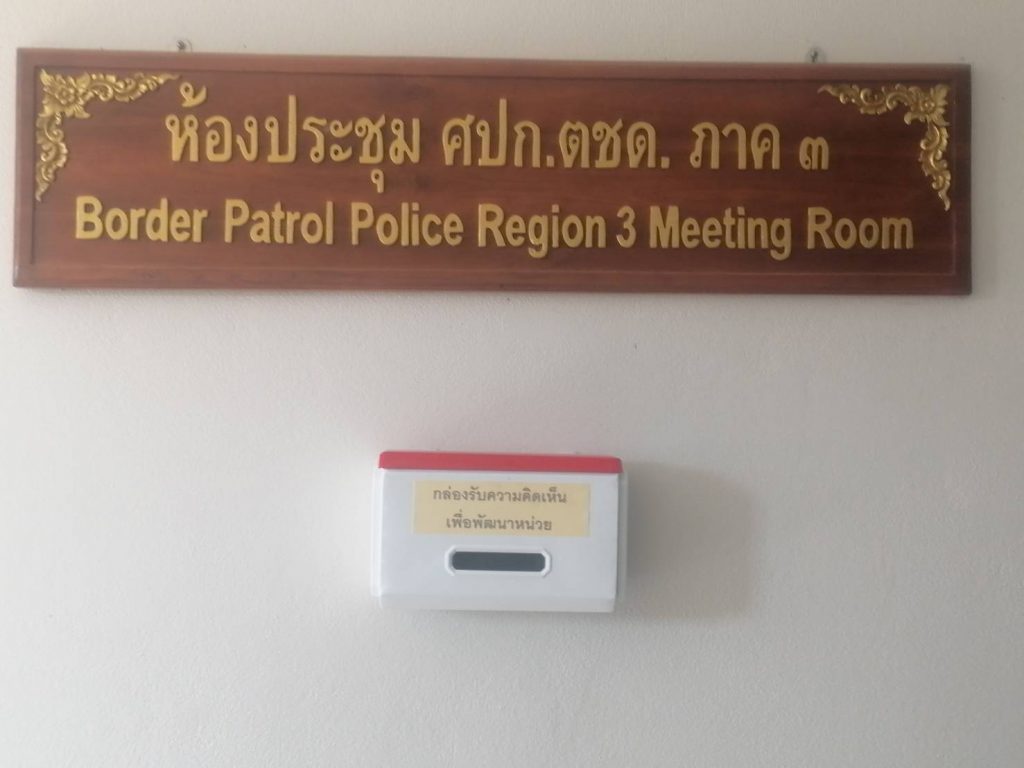 ห้องประชุม ศปก.ตชด. ภาค ๓
Border Patrol Police Region 3 Meeting Room
กล่องรับความคิดเห็น
เพื่อพัฒนาหน่วย